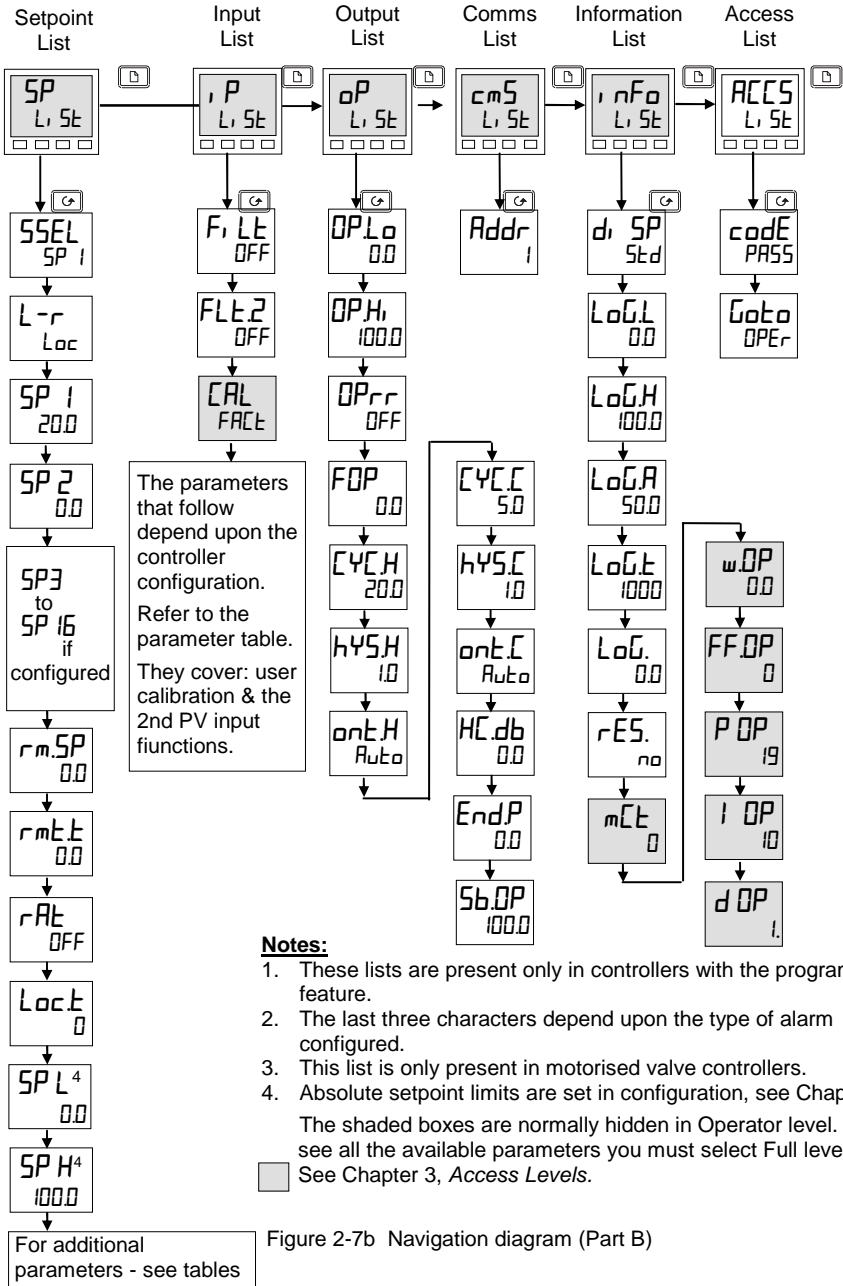 Setpoint
List
Input
List
Output
List
Comms
List
Information
List
Access
List
SP
LiSt
iP
LiSt
oP
LiSt
cmS
LiSt
inFo
LiSt
ACCS
LiSt
SSEL
SP 1
L-r
Loc
SP 1
20.0
SP 2
0.0
SP3
to
SP 16
if
configured
rm.SP
0.0
rmt.t
0.0
rAt
OFF
Loc.t
0
SP L4
0.0
SP H4
100.0
For additional
parameters - see tables
FiLt
OFF
FLt.2
OFF
CAL
FACt
The parameters
that follow
depend upon the
controller
configuration.
Refer to the
parameter table.
They cover: user
calibration & the
2nd PV input
fiunctions.
OP.Lo
0.0
OP.Hi
100.0
OPrr
OFF
FOP
0.0
CYC.H
20.0
hYS.H
1.0
ont.H
Auto
Addr
1
CYC.C
5.0
hYS.C
1.0
ont.C
Auto
HC.db
0.0
End.P
0.0
Sb.OP
100.0
diSP
Std
LoG.L
0.0
LoG.H
100.0
LoG.A
50.0
LoG.t
1000
LoG.
0.0
rES.
no
mCt
0
codE
PASS
Goto
OPEr
w.OP
0.0
FF.OP
0
P OP
19
I OP
10
d OP
1.
Notes:
1. These lists are present only in controllers with the program
feature.
2. The last three characters depend upon the type of alarm
configured.
3. This list is only present in motorised valve controllers.
4. Absolute setpoint limits are set in configuration, see Chap
The shaded boxes are normally hidden in Operator level.
see all the available parameters you must select Full leve
See Chapter 3, Access Levels.
Figure 2-7b Navigation diagram (Part B)